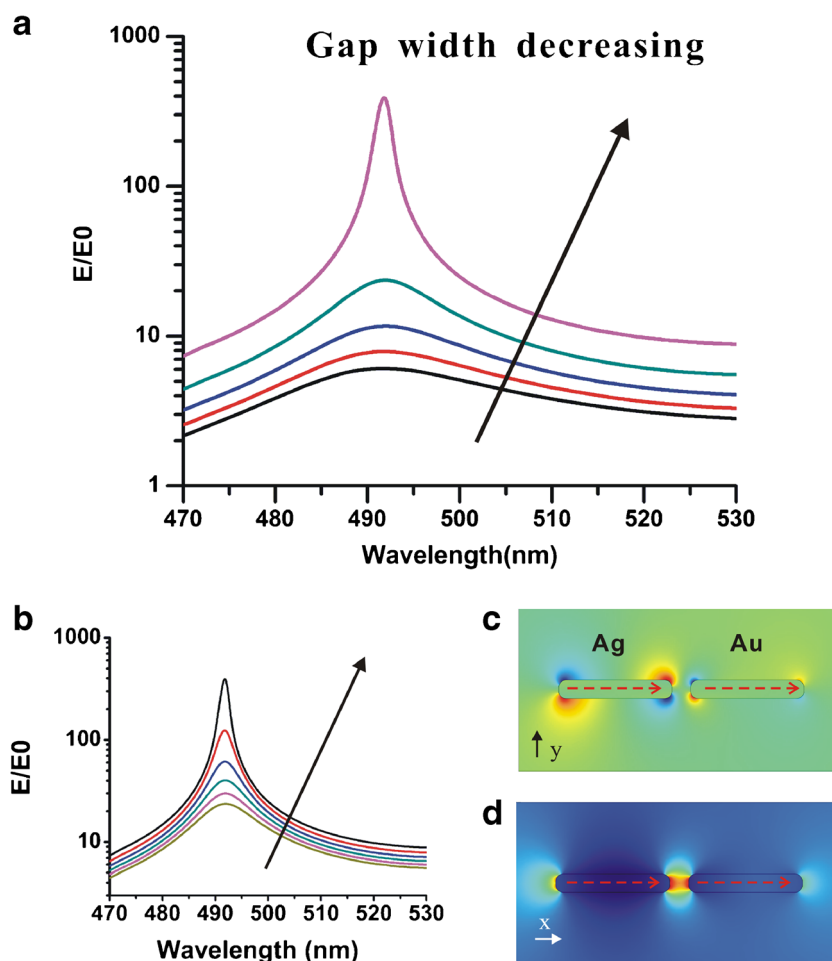 a
Gap width decreasing
1000
100
10
1
E/E0
470 480 490 500 510 520 530
Wavelength(nm)
b
1000
100
10
E/E0
470 480 490 500 510 520 530
Wavelength (nm)
c
Ag Au
y
d
x